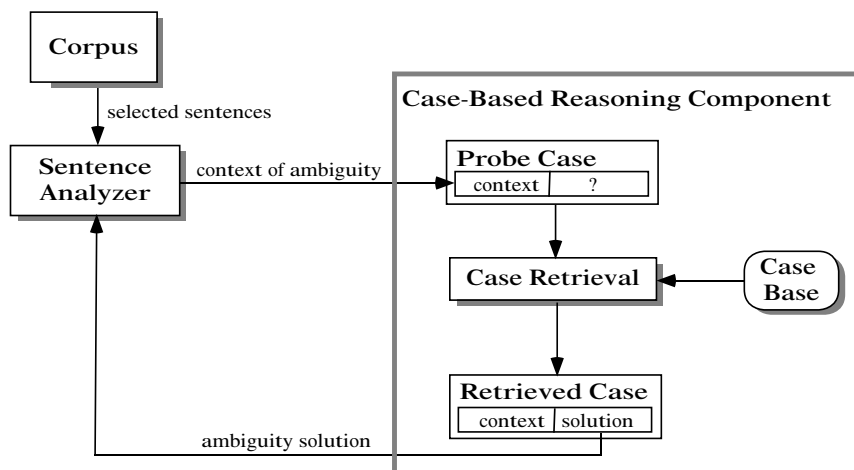 Corpus
selected sentences
Case-Based Reasoning Component
Sentence
Analyzer
context of ambiguity
Probe Case
context ?
Case Retrieval
Case
Base
Retrieved Case
context solution
ambiguity solution